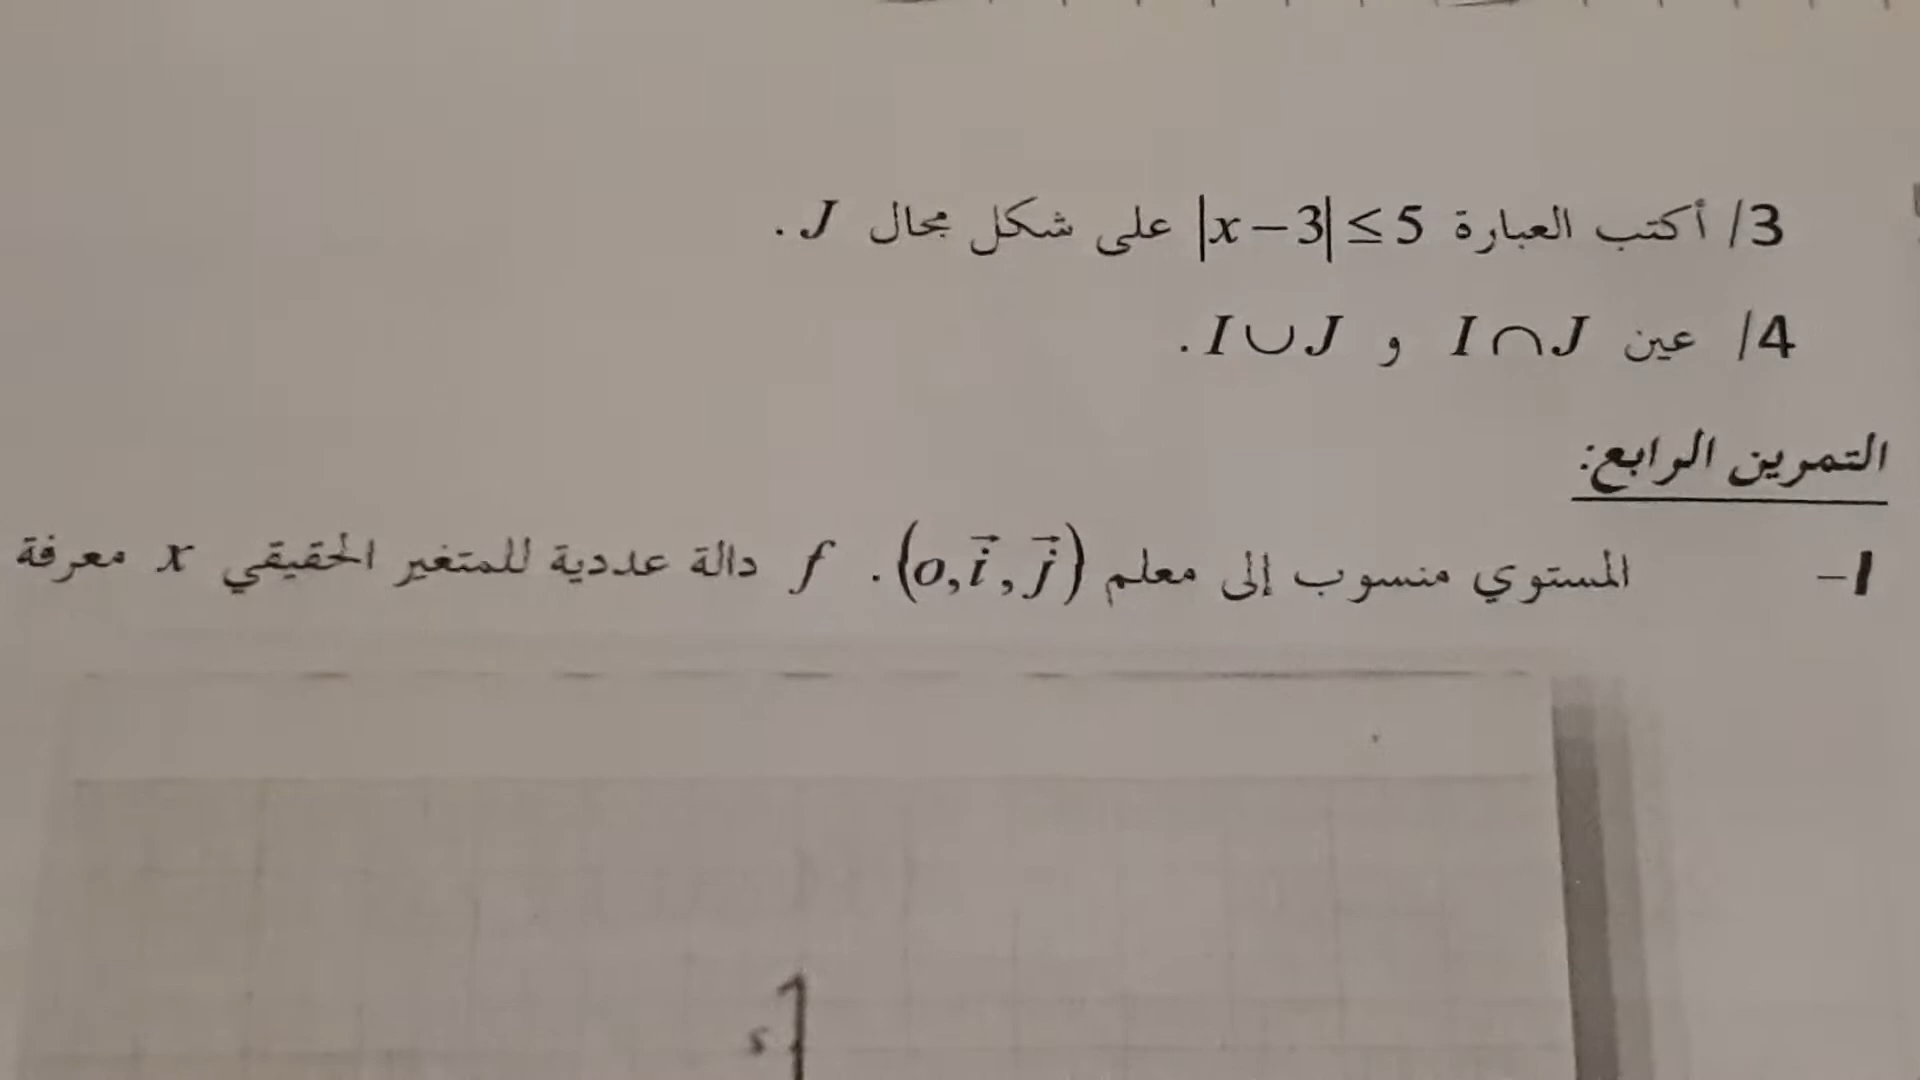 3/ أكتب العبارة |x−3|≤5 على شكل مجال J .
4/ عين I∩J و I∪J .
التمرين الرابع:
I- المستوي منسوب إلى معلم (o,i⃗,j⃗) . f دالة عددية للمتغير الحقيقي x معرفة